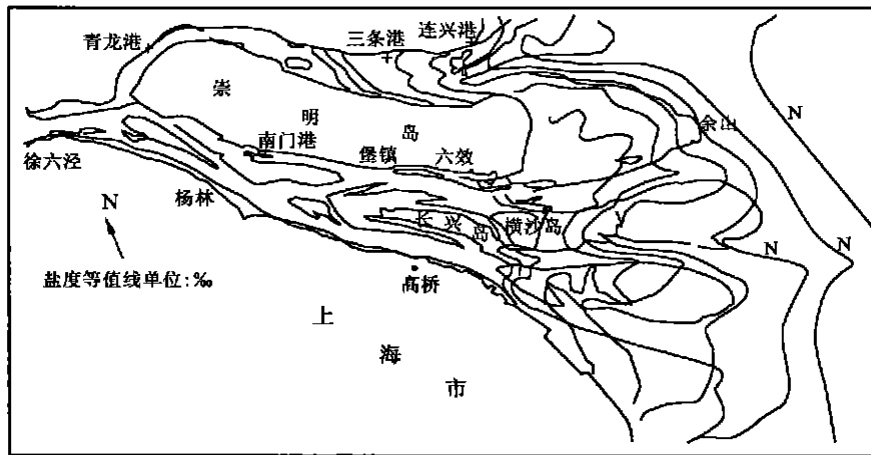 青龙港
三条港
连兴港
崇
明
岛
佘山
N
南门港
堡镇
六效
徐六泾
杨林
长兴岛
横沙岛
N
N
N
N
盐度等值线单位:‰
高桥
上
海
市